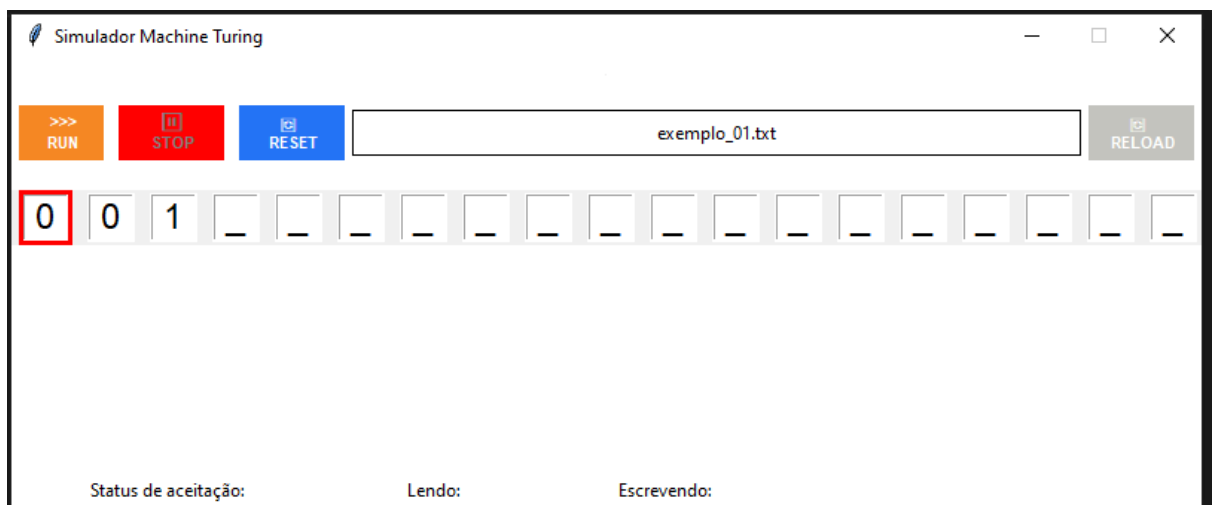 Simulador Machine Turing
>>>
RUN
STOP
RESET
exemplo_01.txt
RELOAD
0 0 1 _ _ _ _ _ _ _ _ _ _ _ _ _ _ _ _
Status de aceitação: Lendo: Escrevendo: